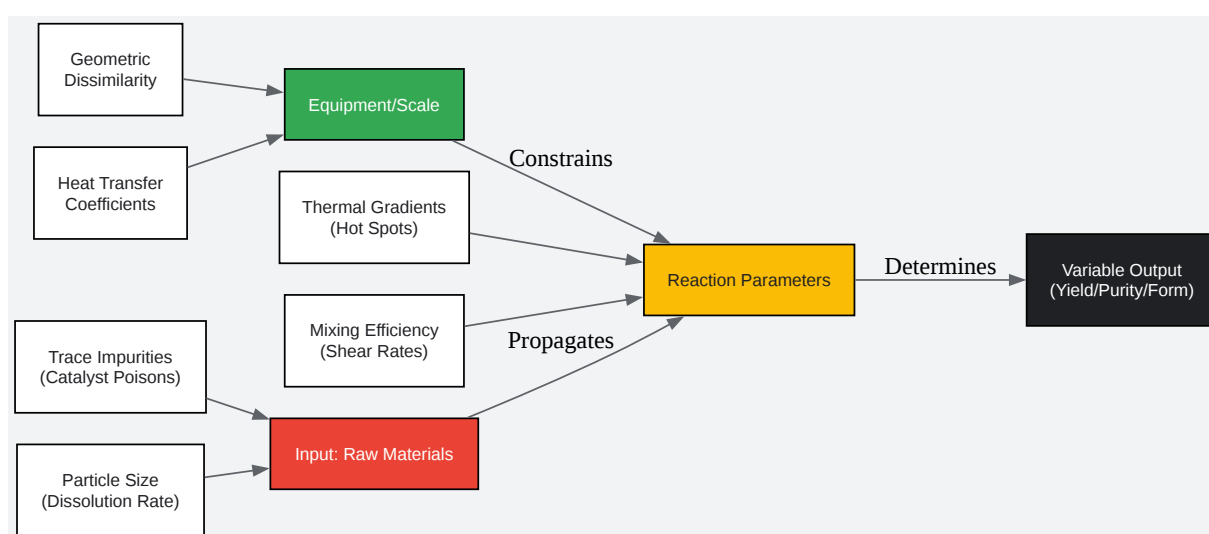 Geometric
Dissimilarity
Equipment/Scale
Heat Transfer
Coefficients
Constrains
Thermal Gradients
(Hot Spots)
Reaction Parameters
Determines
Variable Output
(Yield/Purity/Form)
Mixing Efficiency
(Shear Rates)
Propagates
Trace Impurities
(Catalyst Poisons)
Input: Raw Materials
Particle Size
(Dissolution Rate)